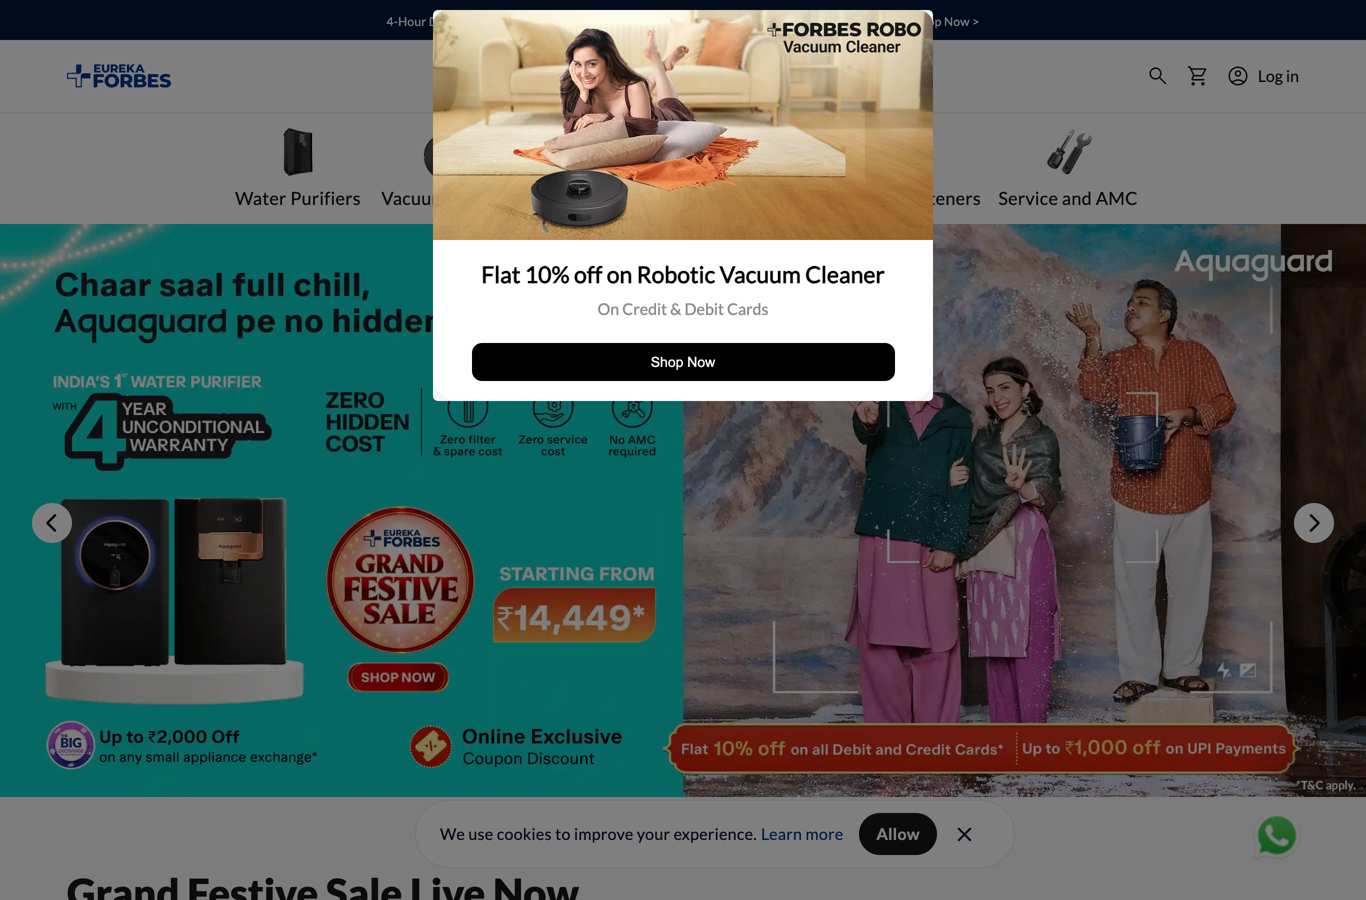 4-Hour
p Now >
EUREKA
FORBES
Log in
FORBES ROBO
Vacuum Cleaner
Water Purifiers
Service and AMC
Flat 10% off on Robotic Vacuum Cleaner
On Credit & Debit Cards
Shop Now
Chaar saal full chill,
Aquaguard pe no hidden
INDIA'S 1ST WATER PURIFIER
WITH 4 YEAR
UNCONDITIONAL
WARRANTY
ZERO
HIDDEN
COST
Zero filter
& spare cost
Zero service
cost
No AMC
required
Aquaguard
Aquaguard
EUREKA
FORBES
GRAND
FESTIVE
SALE
SHOP NOW
STARTING FROM
₹14,449*
BIG
Up to ₹2,000 Off
on any small appliance exchange*
Online Exclusive
Coupon Discount
Aquaguard
Flat 10% off on all Debit and Credit Cards*
Up to ₹1,000 off on UPI Payments
*T&C apply.
We use cookies to improve your experience. Learn more
Allow
Grand Festive Sale Live Now